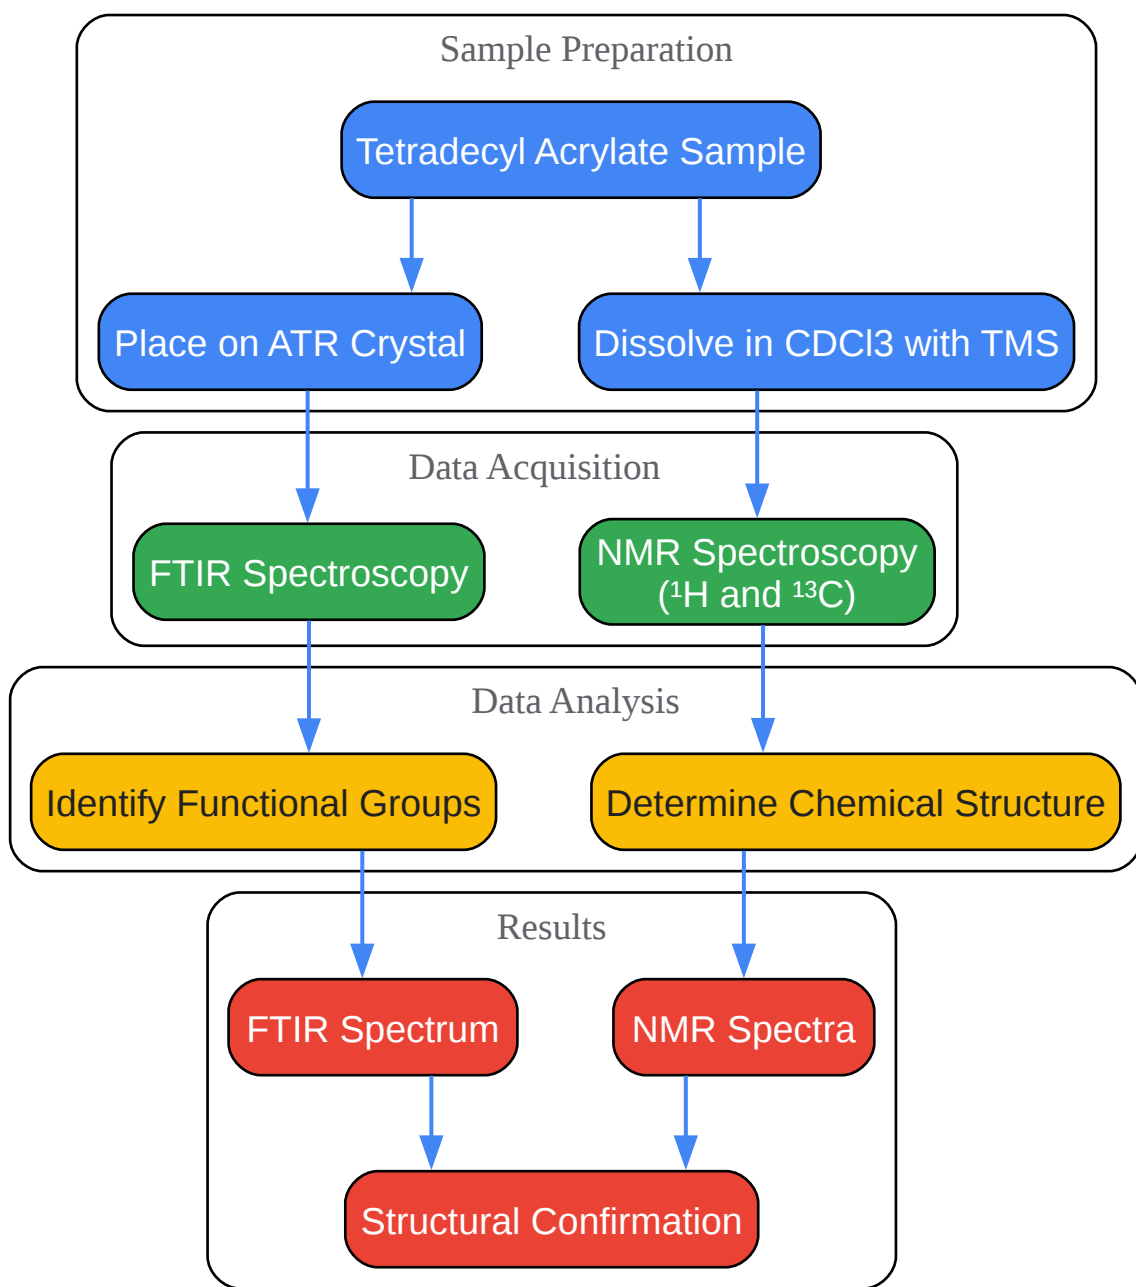 Sample Preparation
Tetradecyl Acrylate Sample
Place on ATR Crystal
Dissolve in CDCl3 with TMS
Data Acquisition
FTIR Spectroscopy
NMR Spectroscopy
(¹H and ¹³C)
Data Analysis
Identify Functional Groups
Determine Chemical Structure
Results
FTIR Spectrum
NMR Spectra
Structural Confirmation